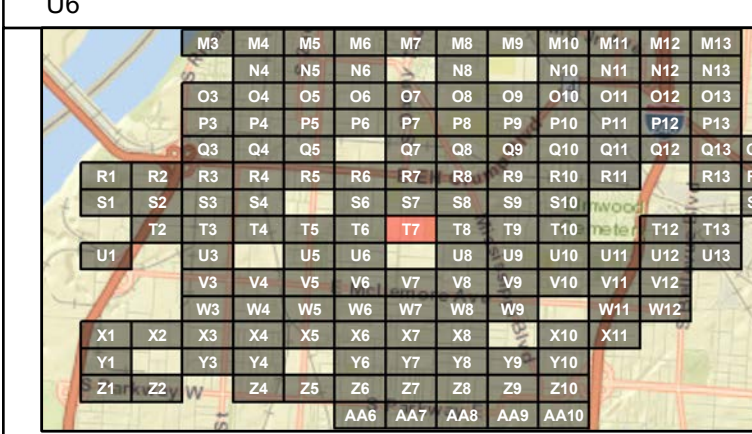 U6
M3 M4 M5 M6 M7 M8 M9 M10 M11 M12 M13
N4 N5 N6 N8 N10 N11 N12 N13
O3 O4 O5 O6 O7 O8 O9 O10 O11 O12 O13
P3 P4 P5 P6 P7 P8 P9 P10 P11 P12 P13
Q3 Q4 Q5 Q7 Q8 Q9 Q10 Q11 Q12 Q13
R1 R2 R3 R4 R5 R6 R7 R8 R9 R10 R11 R13
S1 S2 S3 S4 S6 S7 S8 S9 S10
T2 T3 T4 T5 T6 T7 T8 T9 T10 T12 T13
U1 U3 U5 U6 U8 U9 U10 U11 U12 U13
V3 V4 V5 V6 V7 V8 V9 V10 V11 V12
E McLemore Ave
W3 W4 W5 W6 W7 W8 W9 W11 W12
X1 X2 X3 X4 X5 X6 X7 X8 X10 X11
Y1 Y3 Y4 Y6 Y7 Y8 Y9 Y10
S Parkway W
Z1 Z2 Z4 Z5 Z6 Z7 Z8 Z9 Z10
S Parkway E
AA6 AA7 AA8 AA9 AA10
Mississippi Blvd